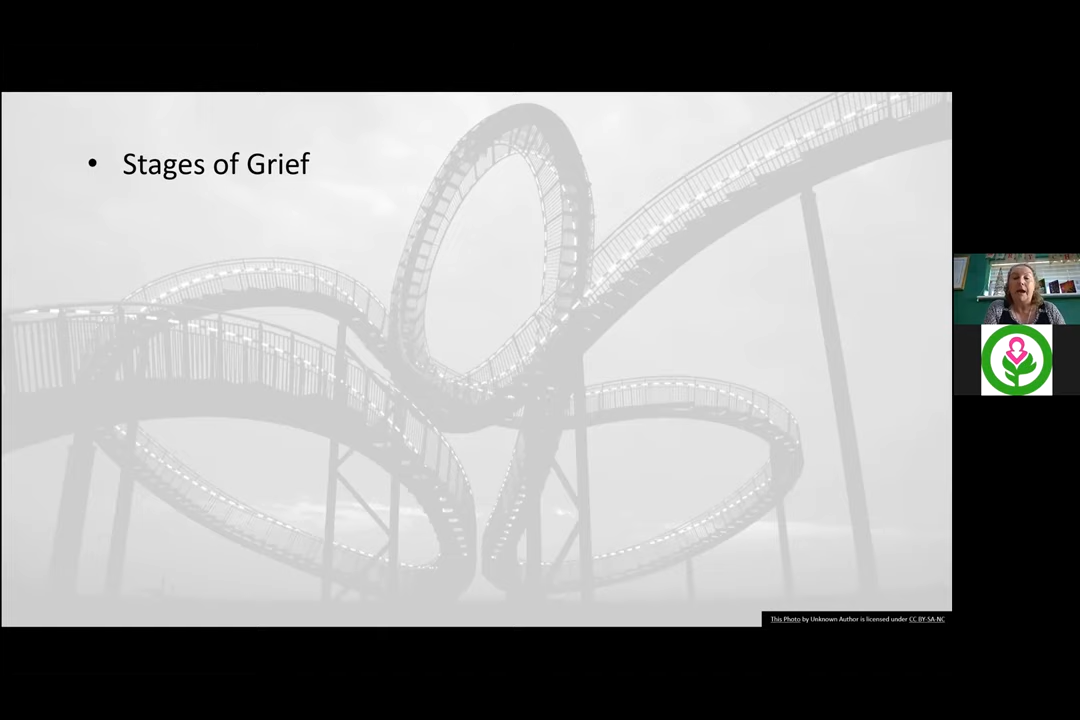 • Stages of Grief
This Photo by Unknown Author is licensed under CC BY-SA-NC